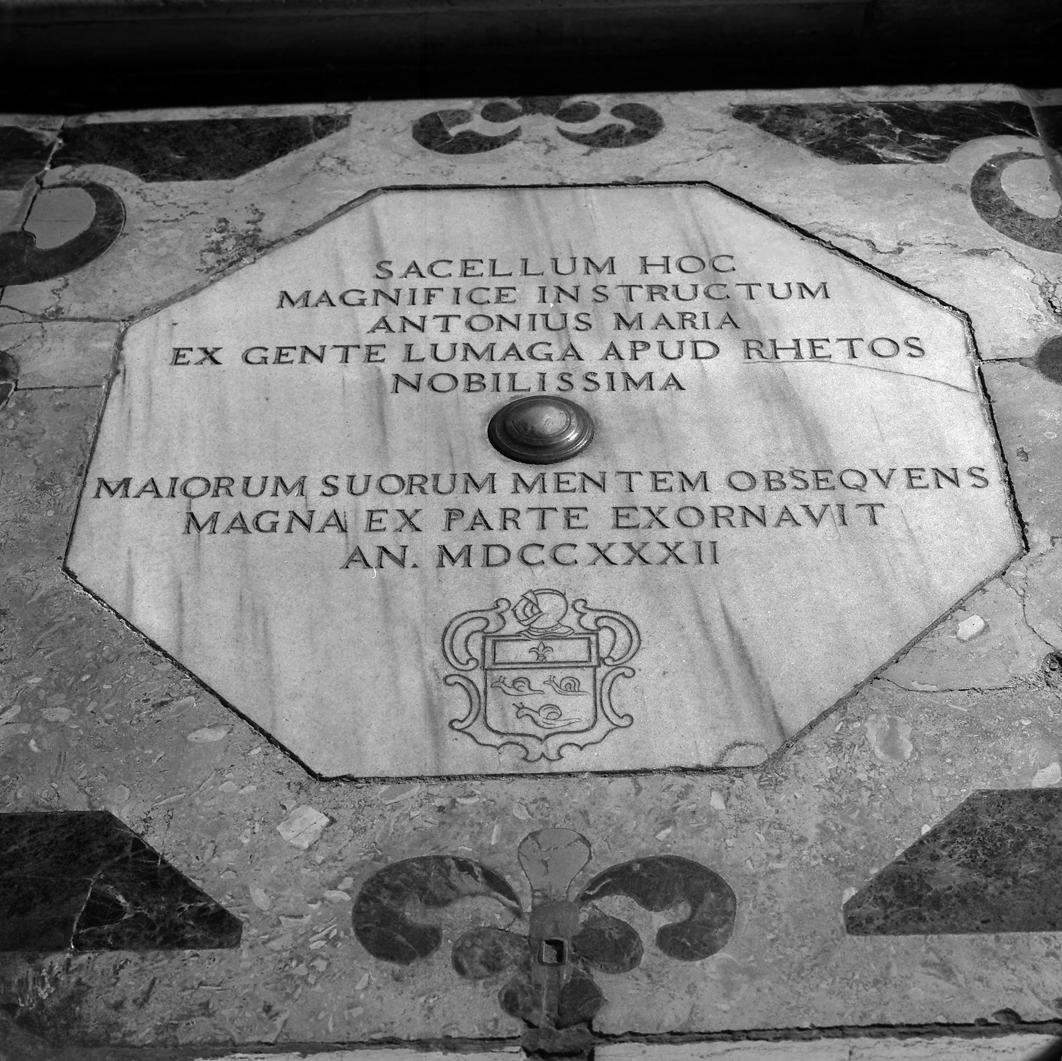 SACELLUM HOC
MAGNIFICE INSTRUCTUM
ANTONIUS MARIA
EX GENTE LUMAGA APUD RHETOS
NOBILISSIMA
MAIORUM SUORUM MENTEM OBSEQVENS
MAGNA EX PARTE EXORNAVIT
AN. MDCCXXXII